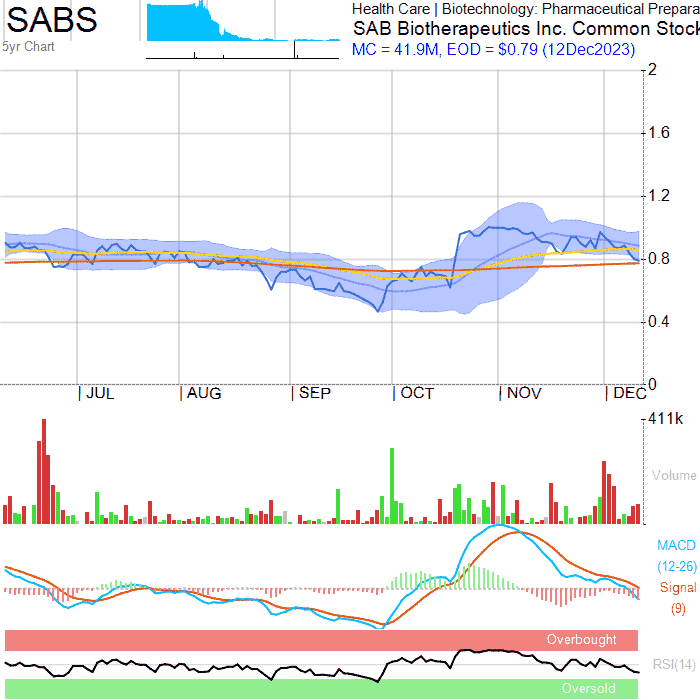 SABS
5yr Chart
Health Care | Biotechnology: Pharmaceutical Prepara
SAB Biotherapeutics Inc. Common Stock
MC = 41.9M, EOD = $0.79 (12Dec2023)
2
1.6
1.2
0.8
0.4
0
| JUL | AUG | SEP | OCT | NOV | DEC
411k
Volume
MACD
(12-26)
Signal
(9)
Overbought
RSI(14)
Oversold